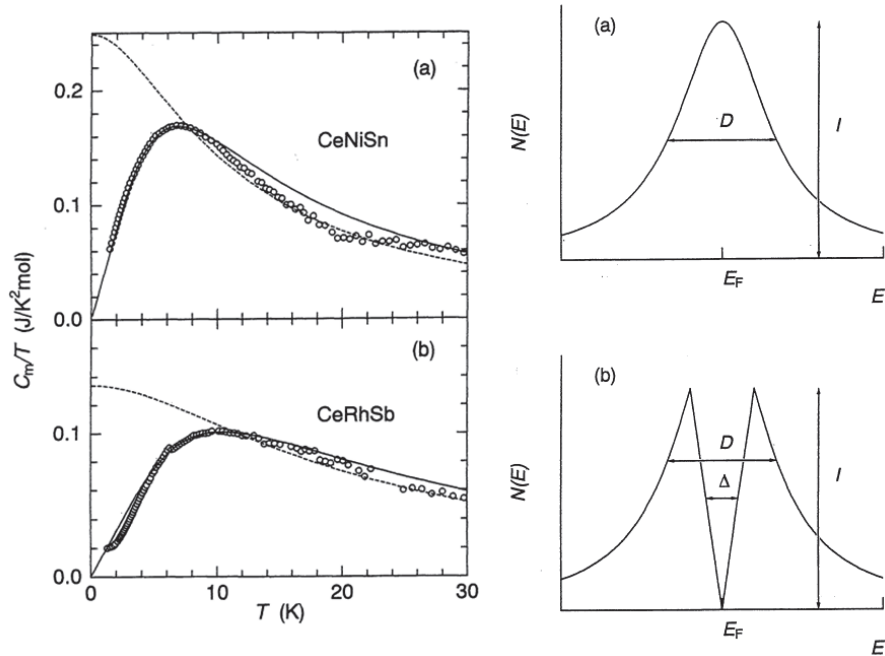 (a)
CeNiSn
0.2
0.1
0.0
C_m/T (J/K²mol)
(b)
CeRhSb
0.1
0.0
0
10
20
30
T (K)
(a)
N(E)
D
I
E_F
E
(b)
N(E)
D
Δ
I
E_F
E